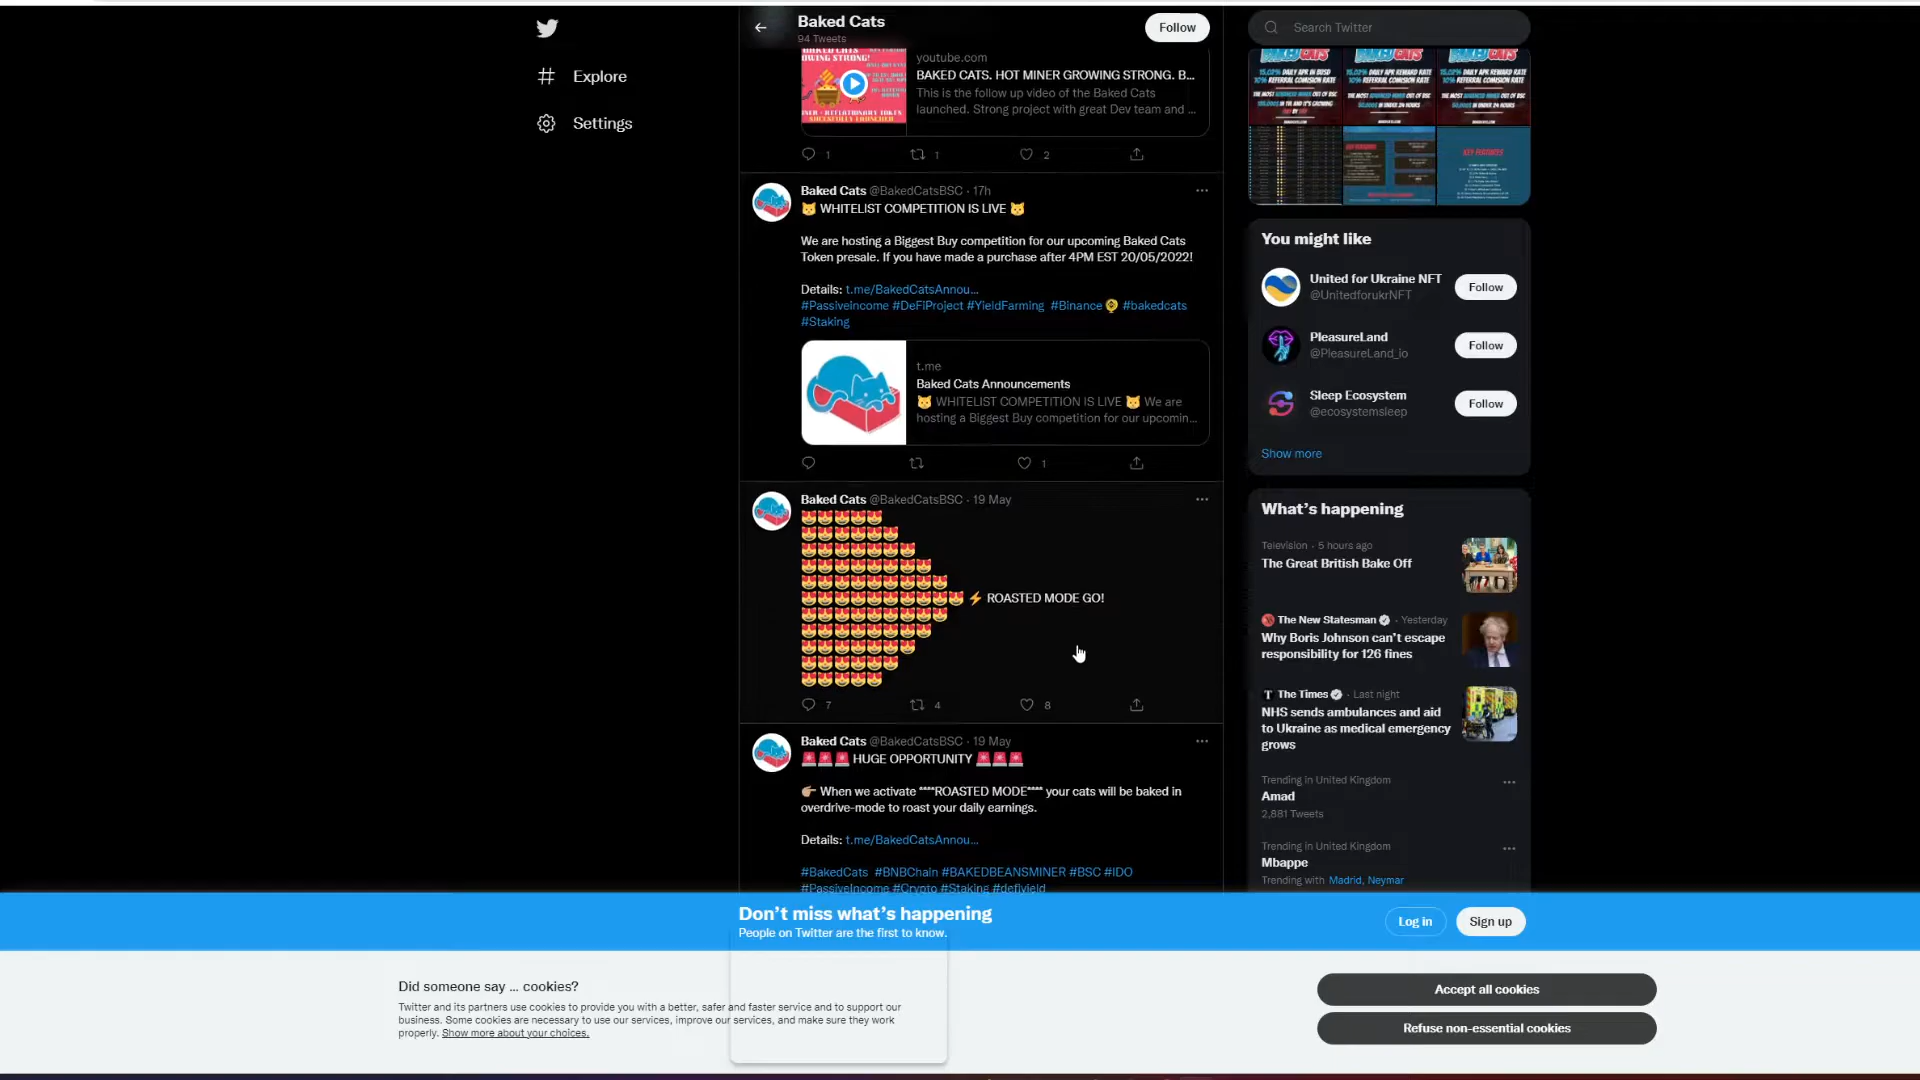 Explore
Settings
Baked Cats
94 Tweets
Follow
youtube.com
BAKED CATS. HOT MINER GROWING STRONG. B...
This is the follow up video of the Baked Cats
launched. Strong project with great Dev team and ...
1 1 2
Baked Cats @BakedCatsBSC · 17h
🐱 WHITELIST COMPETITION IS LIVE 🐱
We are hosting a Biggest Buy competition for our upcoming Baked Cats
Token presale. If you have made a purchase after 4PM EST 20/05/2022!
Details: t.me/BakedCatsAnnou...
#Passiveincome #DeFiProject #YieldFarming #Binance #bakedcats
#Staking
t.me
Baked Cats Announcements
🐱 WHITELIST COMPETITION IS LIVE 🐱 We are
hosting a Biggest Buy competition for our upcomin...
1
Baked Cats @BakedCatsBSC · 19 May
⚡ ROASTED MODE GO!
7 4 8
Baked Cats @BakedCatsBSC · 19 May
🚨🚨🚨 HUGE OPPORTUNITY 🚨🚨🚨
👉🏼 When we activate ****ROASTED MODE**** your cats will be baked in
overdrive-mode to roast your daily earnings.
Details: t.me/BakedCatsAnnou...
#BakedCats #BNBChain #BAKEDBEANSMINER #BSC #IDO
#PassiveIncome #Crypto #Staking #defiyield
Search Twitter
You might like
United for Ukraine NFT
@UnitedforukrNFT
Follow
PleasureLand
@PleasureLand_io
Follow
Sleep Ecosystem
@ecosystemsleep
Follow
Show more
What's happening
Television · 5 hours ago
The Great British Bake Off
The New Statesman · Yesterday
Why Boris Johnson can't escape
responsibility for 126 fines
The Times · Last night
NHS sends ambulances and aid
to Ukraine as medical emergency
grows
Trending in United Kingdom
Amad
2,881 Tweets
Trending in United Kingdom
Mbappe
Trending with Madrid, Neymar
Don't miss what's happening
People on Twitter are the first to know.
Log in
Sign up
Did someone say … cookies?
Twitter and its partners use cookies to provide you with a better, safer and faster service and to support our
business. Some cookies are necessary to use our services, improve our services, and make sure they work
properly. Show more about your choices.
Accept all cookies
Refuse non-essential cookies